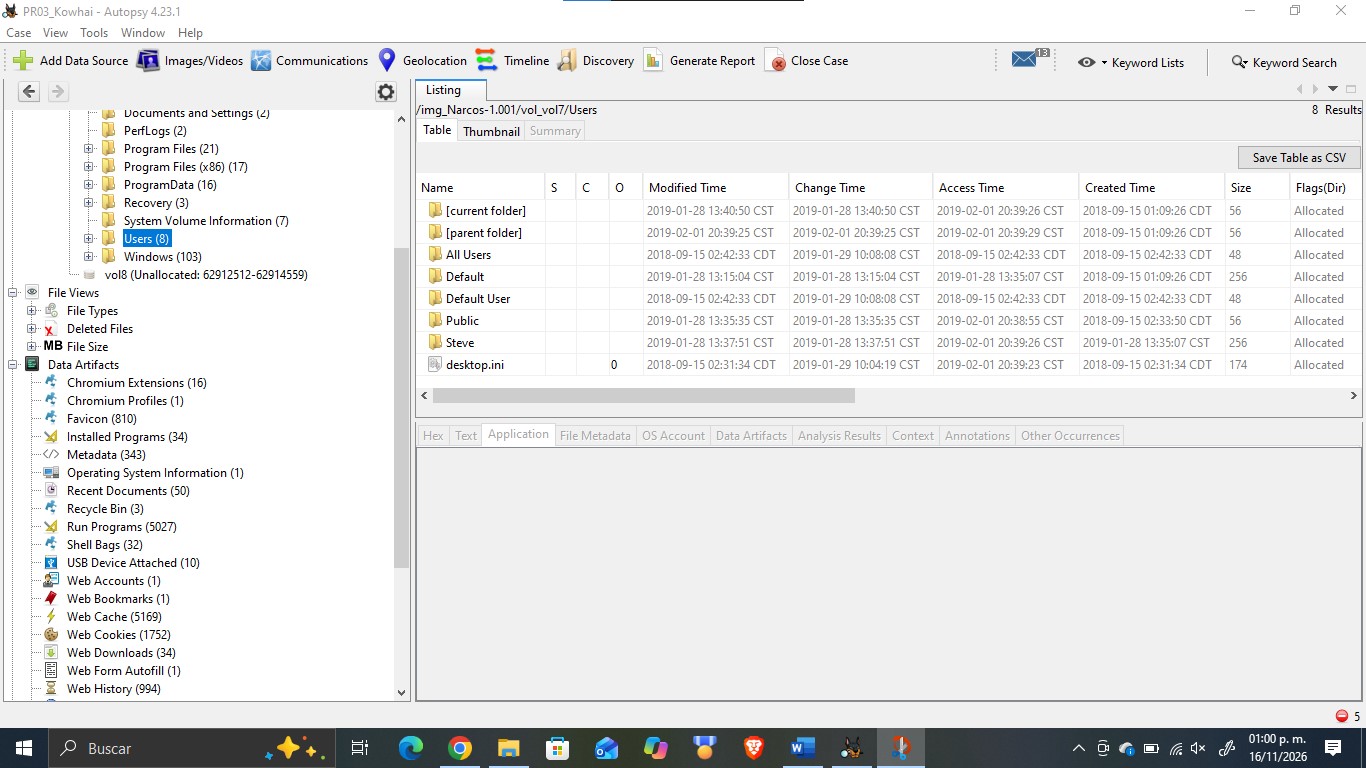 PR03_Kowhai - Autopsy 4.23.1
Case View Tools Window Help
Add Data Source Images/Videos Communications Geolocation Timeline Discovery Generate Report Close Case 13 Keyword Lists Keyword Search
Documents and Settings (2)
PerfLogs (2)
Program Files (21)
Program Files (x86) (17)
ProgramData (16)
Recovery (3)
System Volume Information (7)
Users (8)
Windows (103)
vol8 (Unallocated: 62912512-62914559)
File Views
File Types
Deleted Files
MB File Size
Data Artifacts
Chromium Extensions (16)
Chromium Profiles (1)
Favicon (810)
Installed Programs (34)
Metadata (343)
Operating System Information (1)
Recent Documents (50)
Recycle Bin (3)
Run Programs (5027)
Shell Bags (32)
USB Device Attached (10)
Web Accounts (1)
Web Bookmarks (1)
Web Cache (5169)
Web Cookies (1752)
Web Downloads (34)
Web Form Autofill (1)
Web History (994)
Listing
/img_Narcos-1.001/vol_vol7/Users 8 Results
Table Thumbnail Summary
Save Table as CSV
Name S C O Modified Time Change Time Access Time Created Time Size Flags(Dir)
[current folder] 2019-01-28 13:40:50 CST 2019-01-28 13:40:50 CST 2019-02-01 20:39:26 CST 2018-09-15 01:09:26 CDT 56 Allocated
[parent folder] 2019-02-01 20:39:25 CST 2019-02-01 20:39:25 CST 2019-02-01 20:39:29 CST 2018-09-15 01:09:26 CDT 56 Allocated
All Users 2018-09-15 02:42:33 CDT 2019-01-29 10:08:08 CST 2018-09-15 02:42:33 CDT 2018-09-15 02:42:33 CDT 48 Allocated
Default 2019-01-28 13:15:04 CST 2019-01-28 13:15:04 CST 2019-01-28 13:35:07 CST 2018-09-15 01:09:26 CDT 256 Allocated
Default User 2018-09-15 02:42:33 CDT 2019-01-29 10:08:08 CST 2018-09-15 02:42:33 CDT 2018-09-15 02:42:33 CDT 48 Allocated
Public 2019-01-28 13:35:35 CST 2019-01-28 13:35:35 CST 2019-02-01 20:38:55 CST 2018-09-15 02:33:50 CDT 56 Allocated
Steve 2019-01-28 13:37:51 CST 2019-01-28 13:37:51 CST 2019-02-01 20:39:26 CST 2019-01-28 13:35:07 CST 256 Allocated
desktop.ini 0 2018-09-15 02:31:34 CDT 2019-01-29 10:04:19 CST 2019-02-01 20:39:23 CST 2018-09-15 02:31:34 CDT 174 Allocated
Hex Text Application File Metadata OS Account Data Artifacts Analysis Results Context Annotations Other Occurrences
5
Buscar
01:00 p. m.
16/11/2026